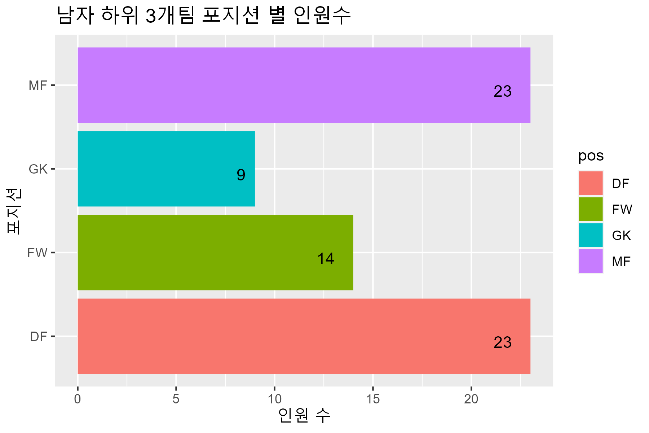 남자 하위 3개팀 포지션 별 인원수
MF
23
GK
9
FW
14
DF
23
포지션
0 5 10 15 20
인원 수
pos
DF
FW
GK
MF